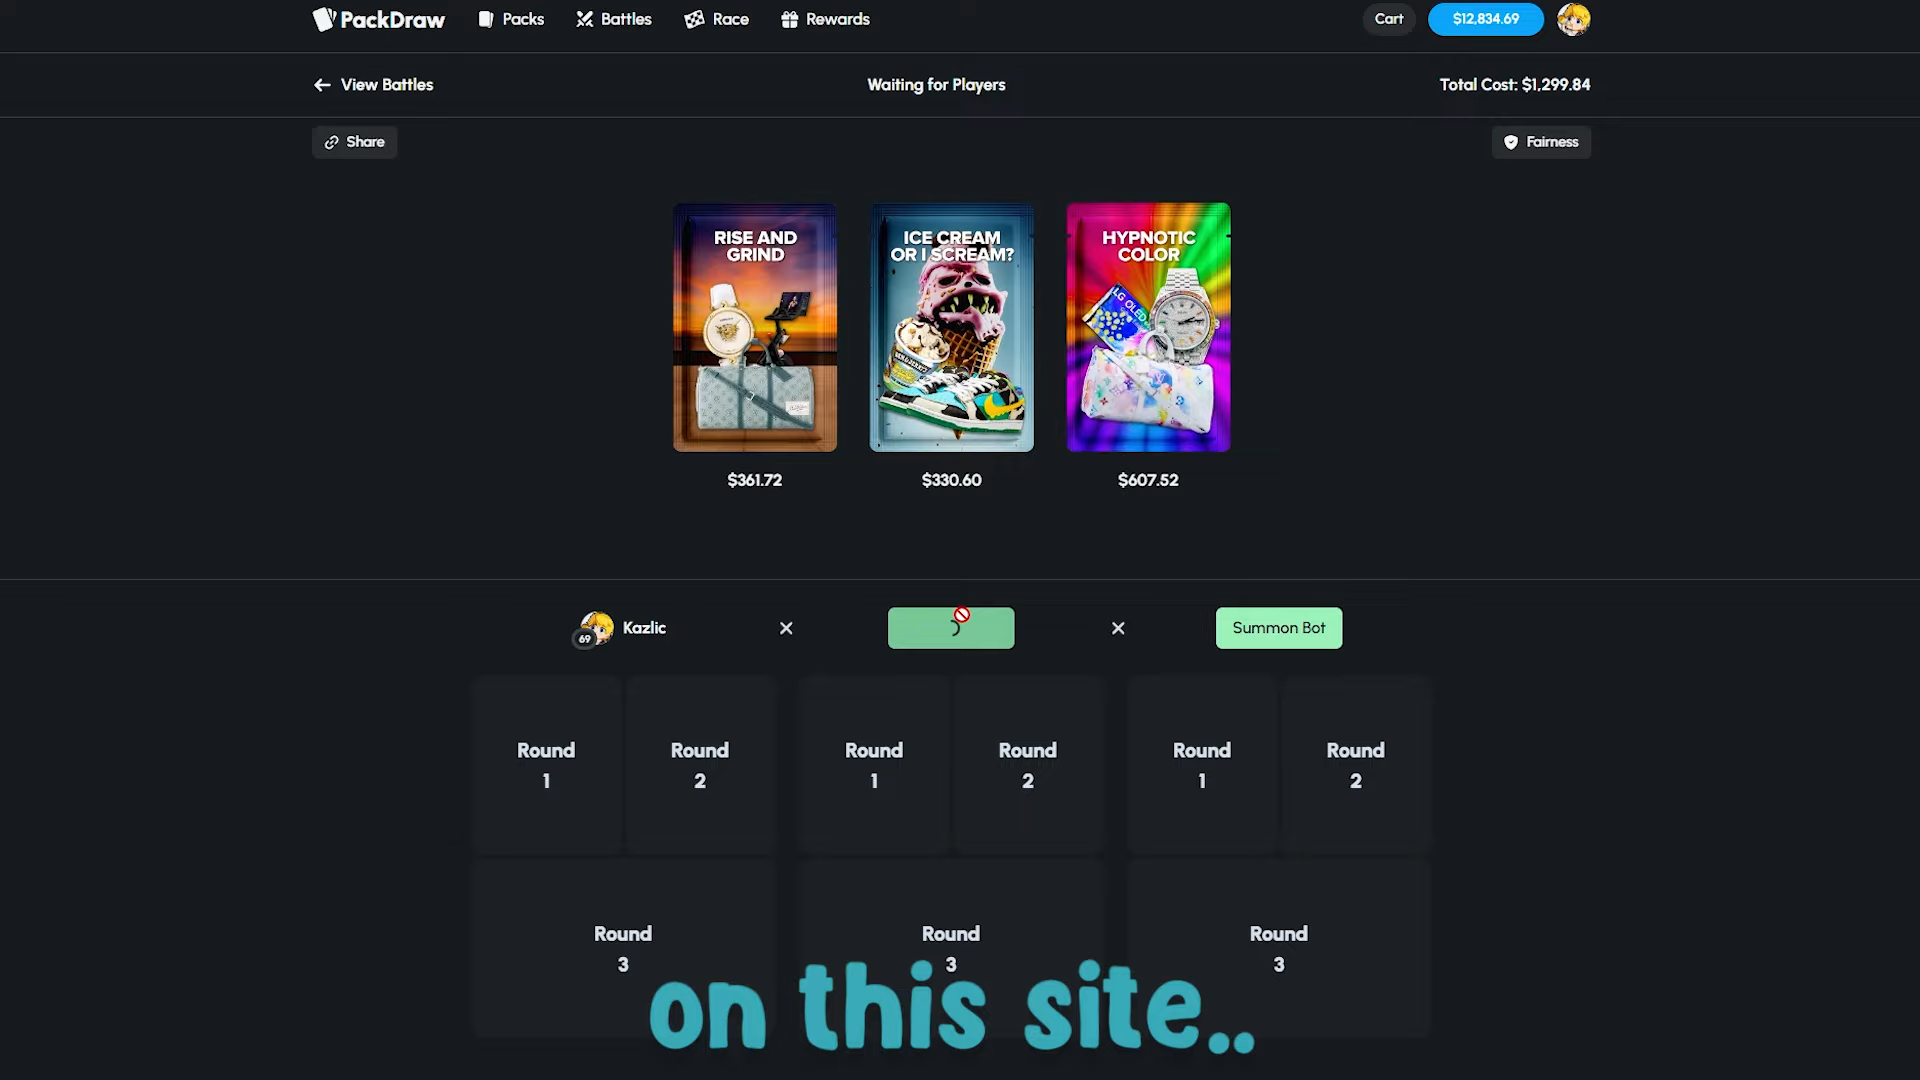 PackDraw
Packs
Battles
Race
Rewards
Cart
$12,834.69
View Battles
Waiting for Players
Total Cost: $1,299.84
Share
Fairness
RISE AND
GRIND
ICE CREAM
OR I SCREAM?
HYPNOTIC
COLOR
LG OLED
$361.72
$330.60
$607.52
69
Kazlic
Summon Bot
Round
1
Round
2
Round
1
Round
2
Round
1
Round
2
Round
3
Round
3
Round
3
on this site..